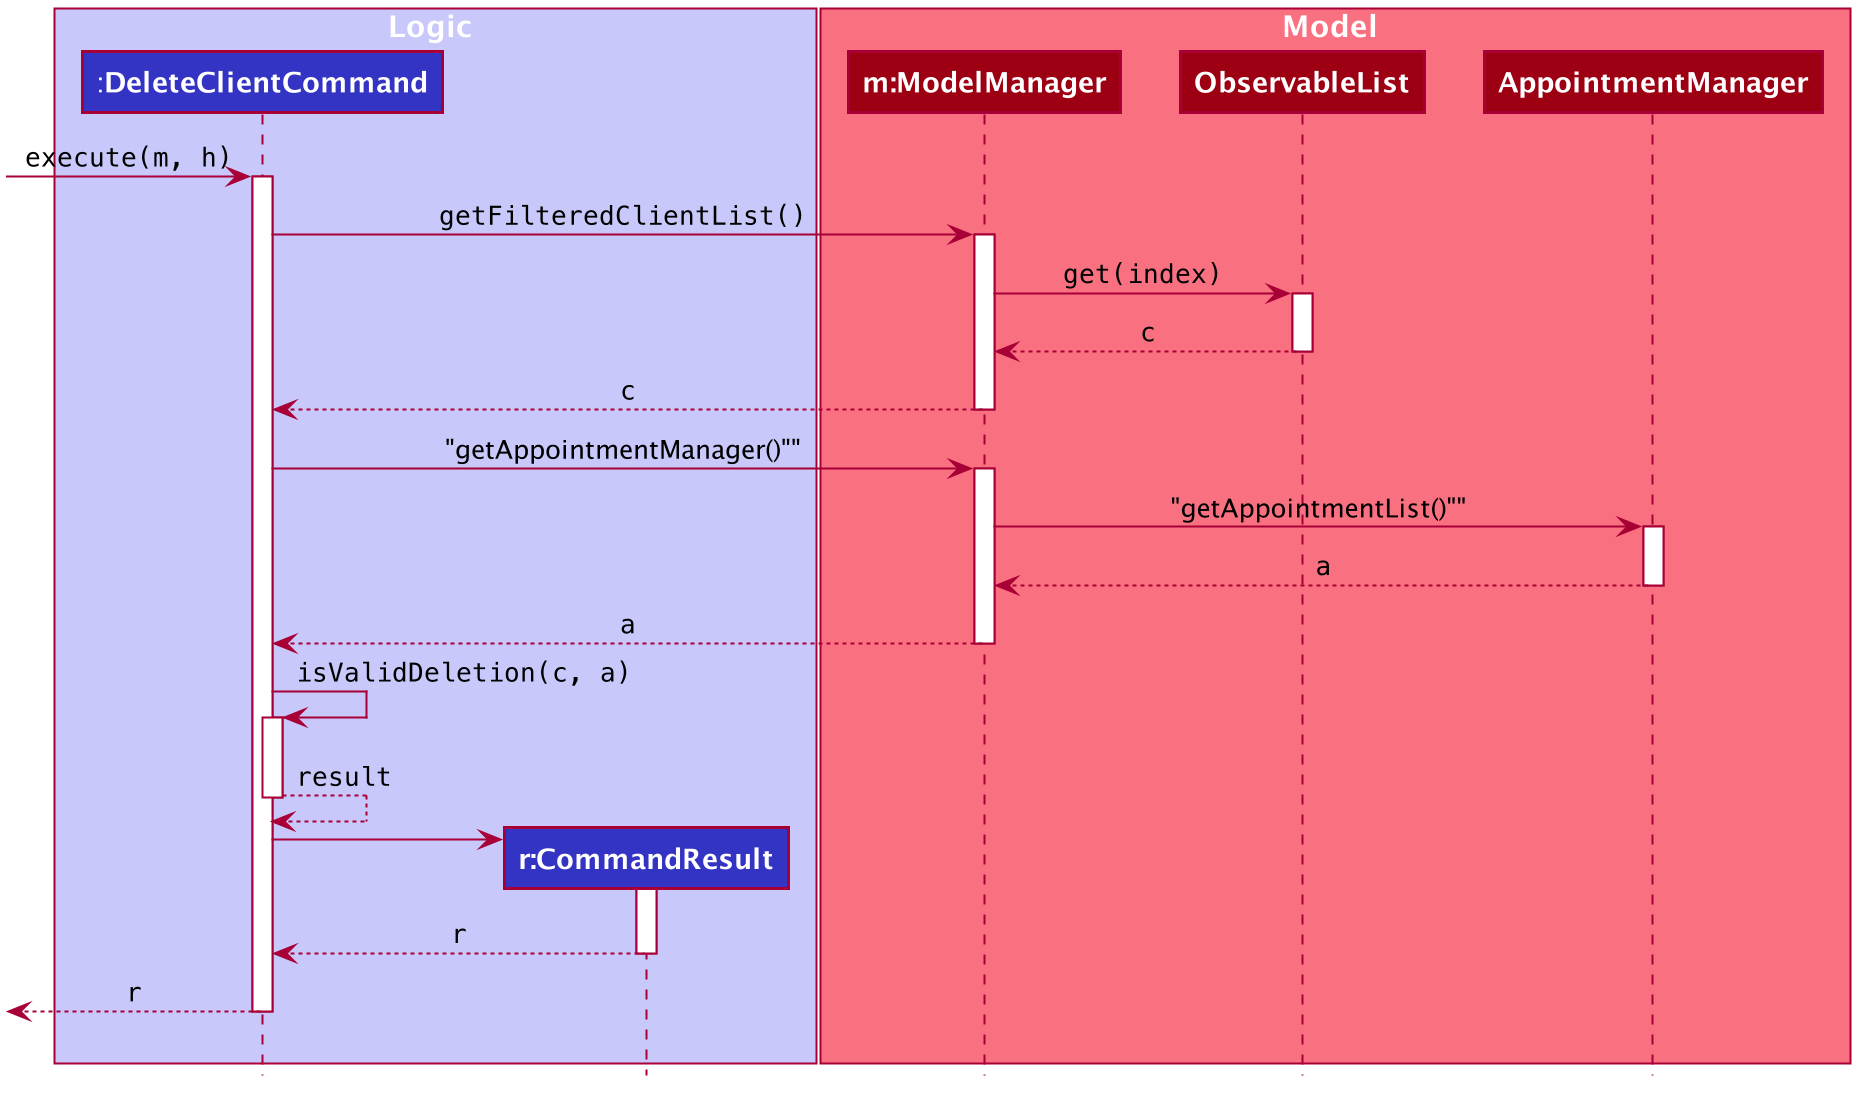 Logic
Model
:DeleteClientCommand
m:ModelManager
ObservableList
AppointmentManager
execute(m, h)
getFilteredClientList()
get(index)
c
c
"getAppointmentManager()""
"getAppointmentList()""
a
a
isValidDeletion(c, a)
result
r:CommandResult
r
r